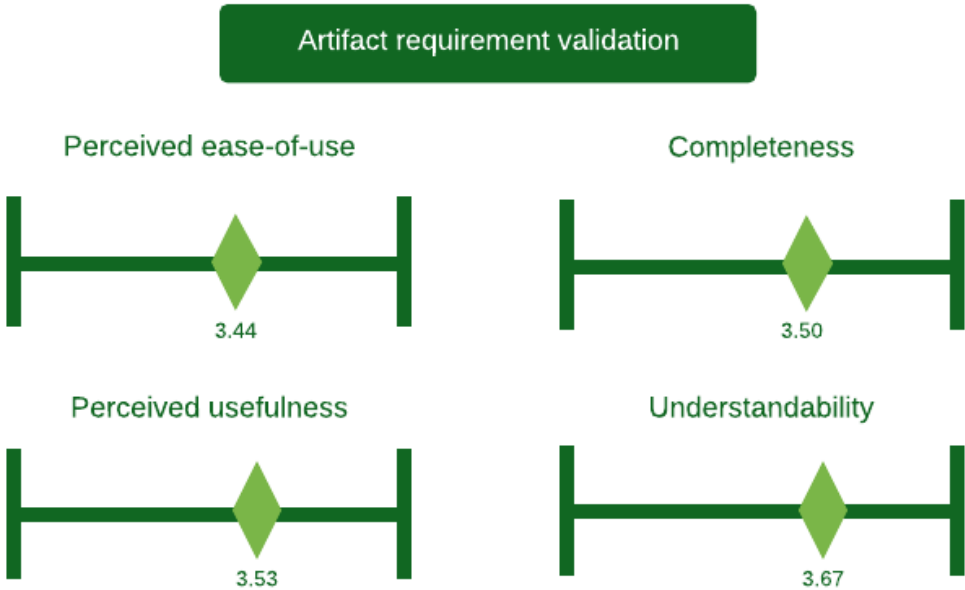 Artifact requirement validation
Perceived ease-of-use
Completeness
3.44
3.50
Perceived usefulness
Understandability
3.53
3.67